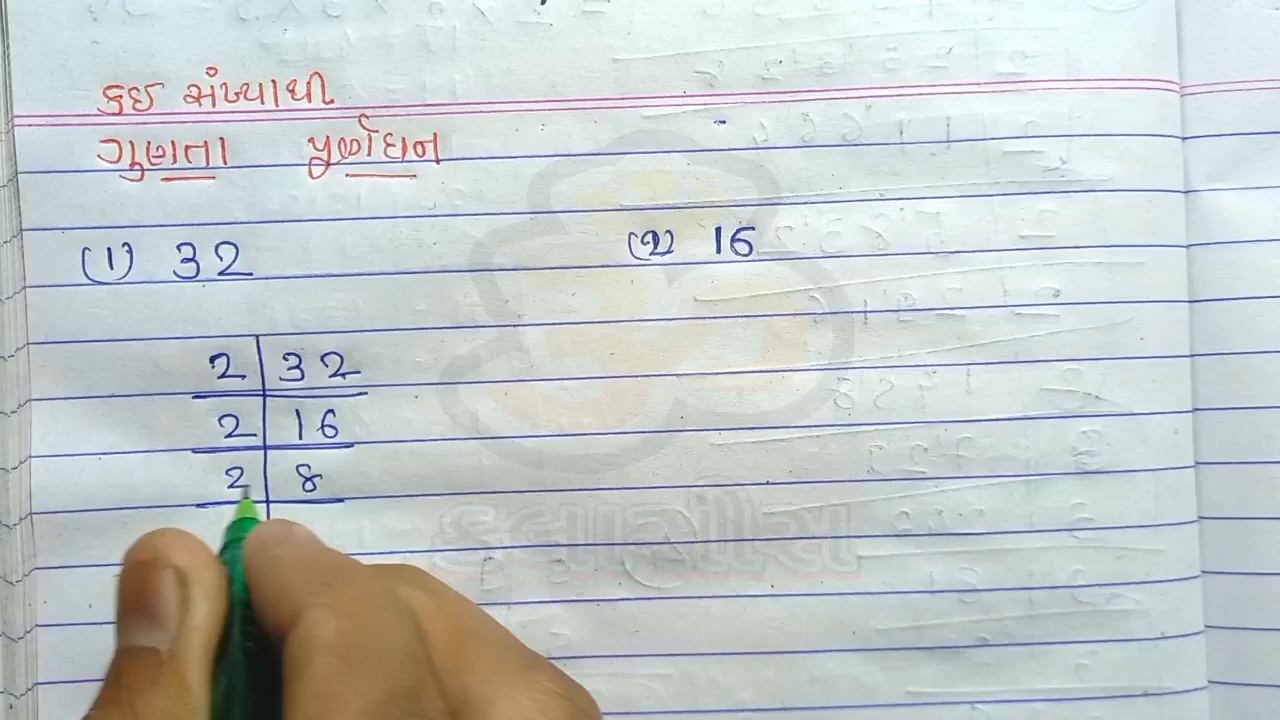 કઇ સંખ્યાથી
ગુણતા પુર્ણઘન
(1) 32
(2) 16
2 32
2 16
2 8